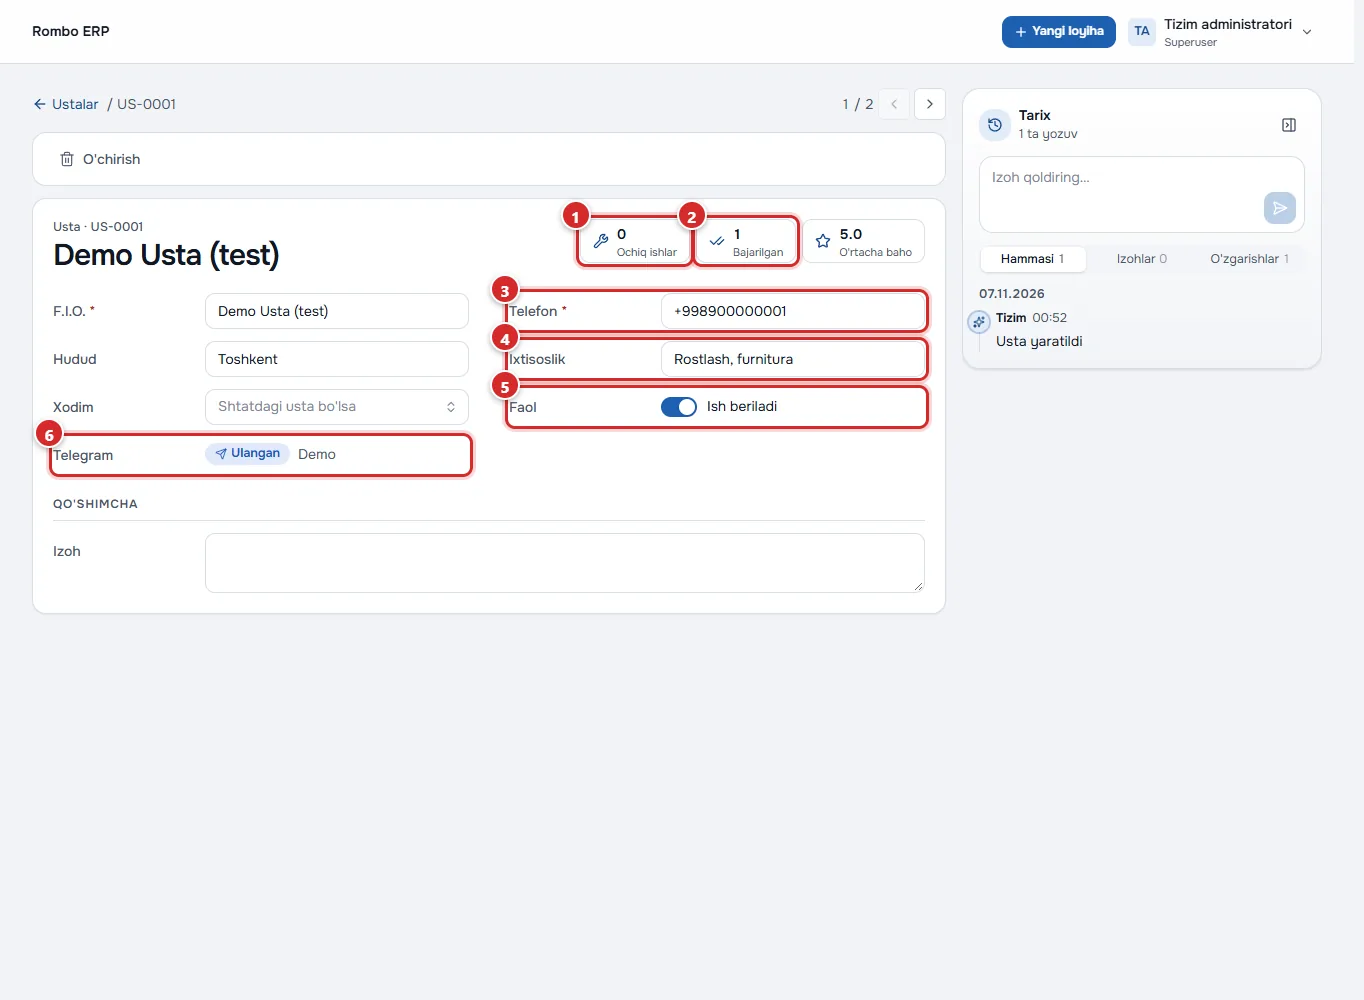 Rombo ERP
Yangi loyiha
TA
Tizim administratori
Superuser
Ustalar / US-0001
1 / 2
O'chirish
Usta · US-0001
Demo Usta (test)
1
0
Ochiq ishlar
2
1
Bajarilgan
5.0
O'rtacha baho
F.I.O. *
Demo Usta (test)
3
Telefon *
+998900000001
Hudud
Toshkent
4
Ixtisoslik
Rostlash, furnitura
Xodim
Shtatdagi usta bo'lsa
5
Faol
Ish beriladi
6
Telegram
Ulangan
Demo
QO'SHIMCHA
Izoh
Tarix
1 ta yozuv
Izoh qoldiring...
Hammasi 1
Izohlar 0
O'zgarishlar 1
07.11.2026
Tizim 00:52
Usta yaratildi